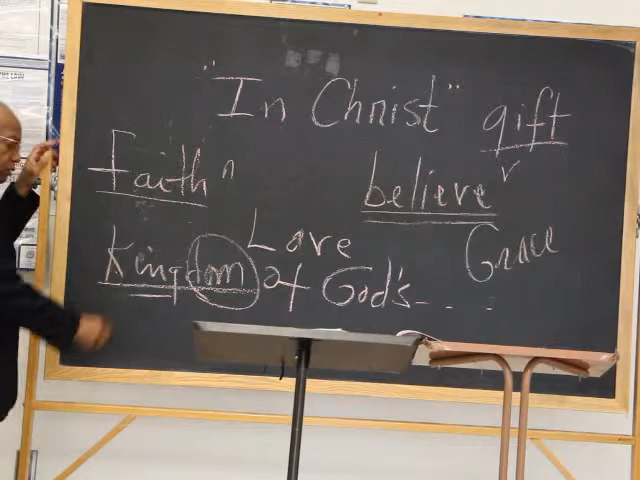 "In Christ"
gift
Faith n
believe v
Love
Grace
Kingdom of God's - - -